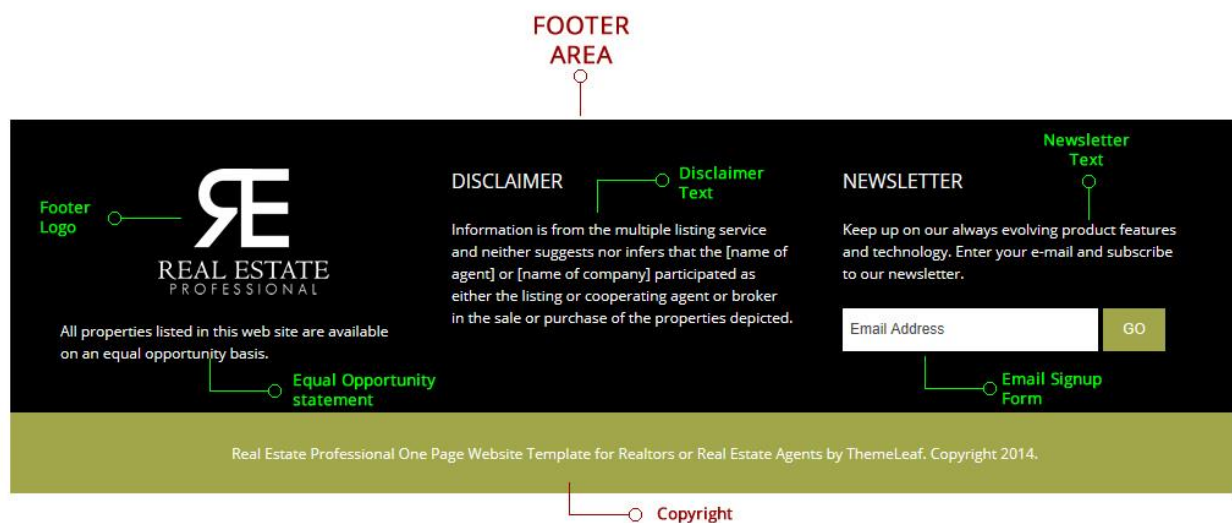 FOOTER
AREA
Footer
Logo
RE
REAL ESTATE
PROFESSIONAL
All properties listed in this web site are available
on an equal opportunity basis.
Equal Opportunity
statement
DISCLAIMER
Disclaimer
Text
Information is from the multiple listing service
and neither suggests nor infers that the [name of
agent] or [name of company] participated as
either the listing or cooperating agent or broker
in the sale or purchase of the properties depicted.
Newsletter
Text
NEWSLETTER
Keep up on our always evolving product features
and technology. Enter your e-mail and subscribe
to our newsletter.
Email Address
GO
Email Signup
Form
Real Estate Professional One Page Website Template for Realtors or Real Estate Agents by ThemeLeaf. Copyright 2014.
Copyright